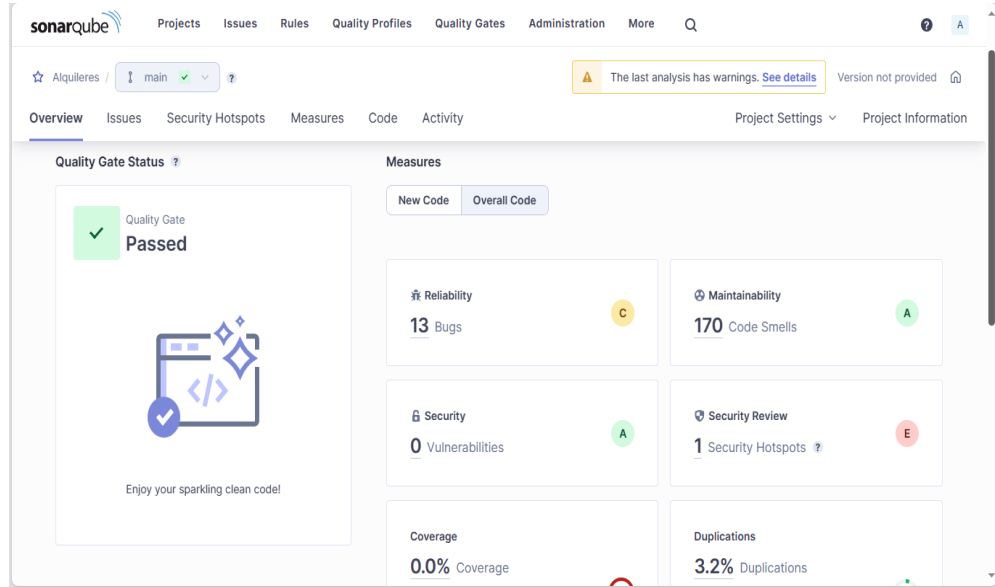 sonarqube Projects Issues Rules Quality Profiles Quality Gates Administration More ? A
Alquileres / main ? The last analysis has warnings. See details Version not provided
Overview Issues Security Hotspots Measures Code Activity Project Settings Project Information
Quality Gate Status ?
Quality Gate
Passed
Enjoy your sparkling clean code!
Measures
New Code Overall Code
Reliability
13 Bugs
C
Maintainability
170 Code Smells
A
Security
0 Vulnerabilities
A
Security Review
1 Security Hotspots ?
E
Coverage
0.0% Coverage
Duplications
3.2% Duplications